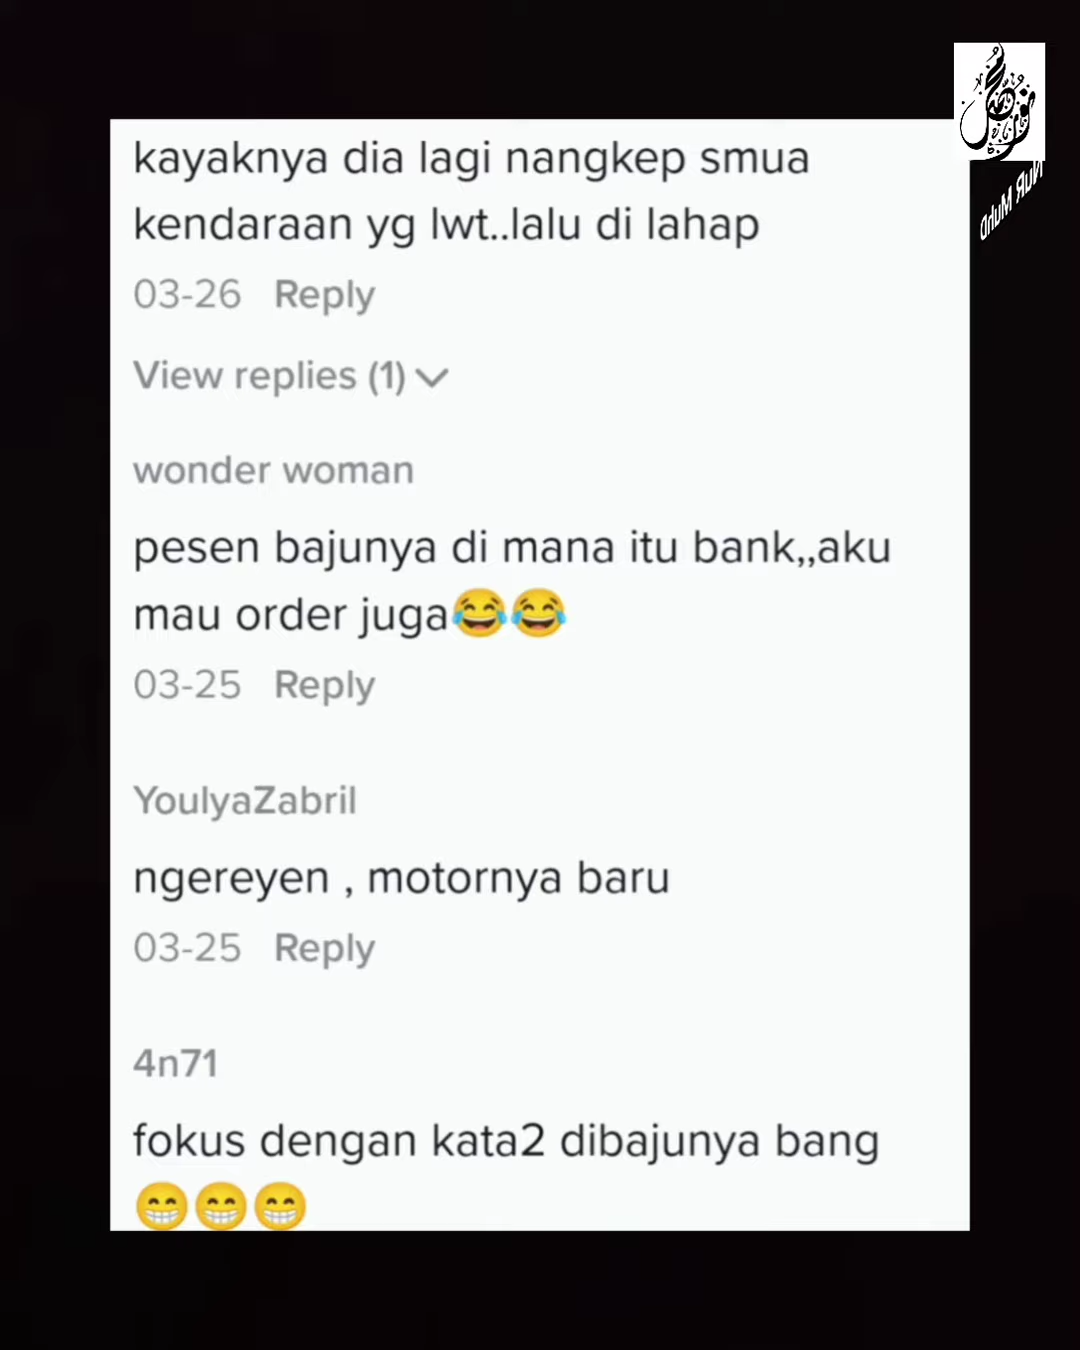 kayaknya dia lagi nangkep smua
kendaraan yg lwt..lalu di lahap
03-26 Reply
View replies (1)
wonder woman
pesen bajunya di mana itu bank,,aku
mau order juga😂😂
03-25 Reply
YoulyaZabril
ngereyen , motornya baru
03-25 Reply
4n71
fokus dengan kata2 dibajunya bang
😁😁😁
NuR MuhD